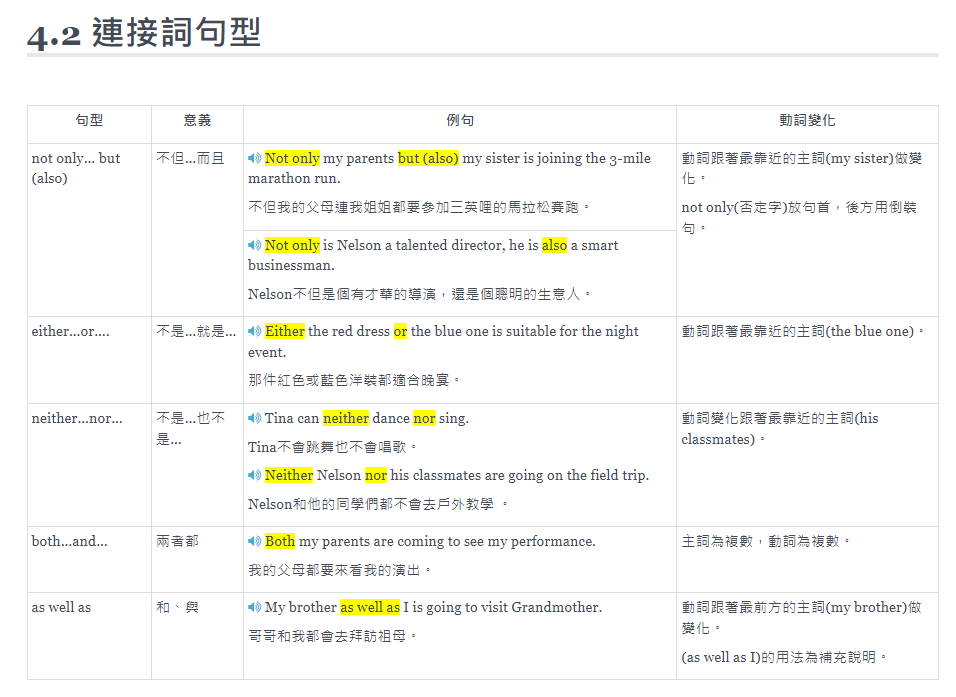 4.2 連接詞句型
句型 意義 例句 動詞變化
not only... but (also)
不但...而且
Not only my parents but (also) my sister is joining the 3-mile
marathon run.
不但我的父母連我姐姐都要參加三英哩的馬拉松賽跑。
Not only is Nelson a talented director, he is also a smart
businessman.
Nelson不但是個有才華的導演，還是個聰明的生意人。
動詞跟著最靠近的主詞(my sister)做變
化。
not only(否定字)放句首，後方用倒裝
句。
either...or....
不是...就是...
Either the red dress or the blue one is suitable for the night
event.
那件紅色或藍色洋裝都適合晚宴。
動詞跟著最靠近的主詞(the blue one)。
neither...nor...
不是...也不
是...
Tina can neither dance nor sing.
Tina不會跳舞也不會唱歌。
Neither Nelson nor his classmates are going on the field trip.
Nelson和他的同學們都不會去戶外教學 。
動詞變化跟著最靠近的主詞(his
classmates)。
both...and...
兩者都
Both my parents are coming to see my performance.
我的父母都要來看我的演出。
主詞為複數，動詞為複數。
as well as
和、與
My brother as well as I is going to visit Grandmother.
哥哥和我都會去拜訪祖母。
動詞跟著最前方的主詞(my brother)做
變化。
(as well as I)的用法為補充說明。